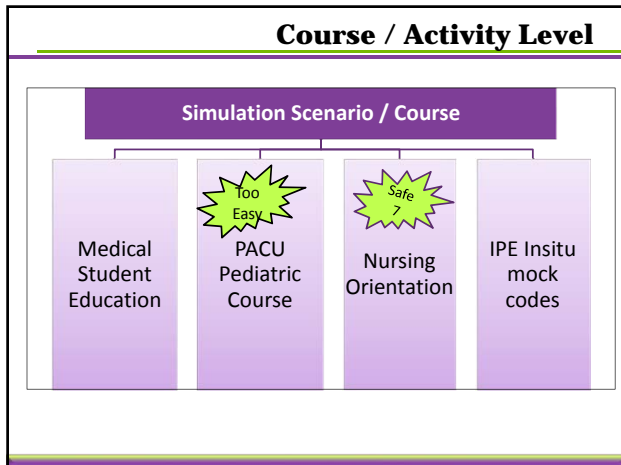 Course / Activity Level
Simulation Scenario / Course
Medical
Student
Education
Too
Easy
PACU
Pediatric
Course
Safe
7
Nursing
Orientation
IPE Insitu
mock
codes